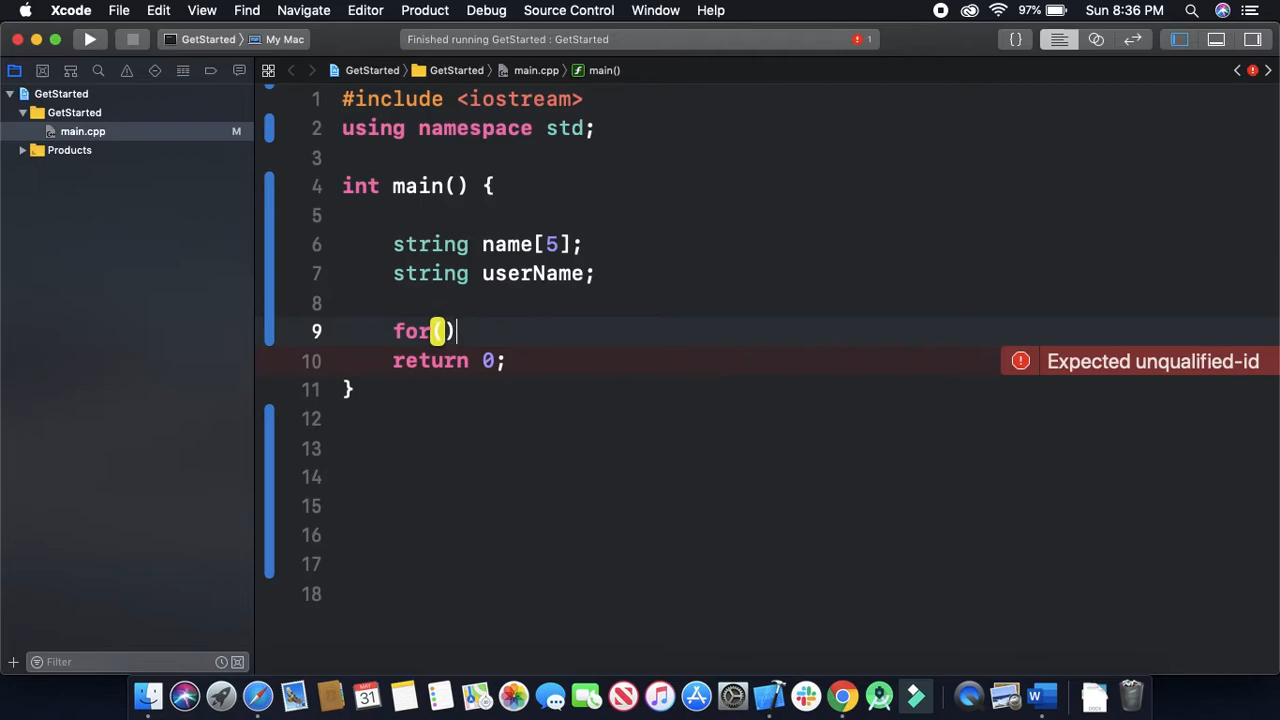 Xcode File Edit View Find Navigate Editor Product Debug Source Control Window Help 97% Sun 8:36 PM
GetStarted My Mac Finished running GetStarted : GetStarted 1 {}
GetStarted GetStarted main.cpp main()
GetStarted
GetStarted
main.cpp M
Products
1 #include <iostream>
2 using namespace std;
3
4 int main() {
5
6 string name[5];
7 string userName;
8
9 for()
10 return 0; Expected unqualified-id
11 }
12
13
14
15
16
17
18
Filter
MAY 31
DOCX